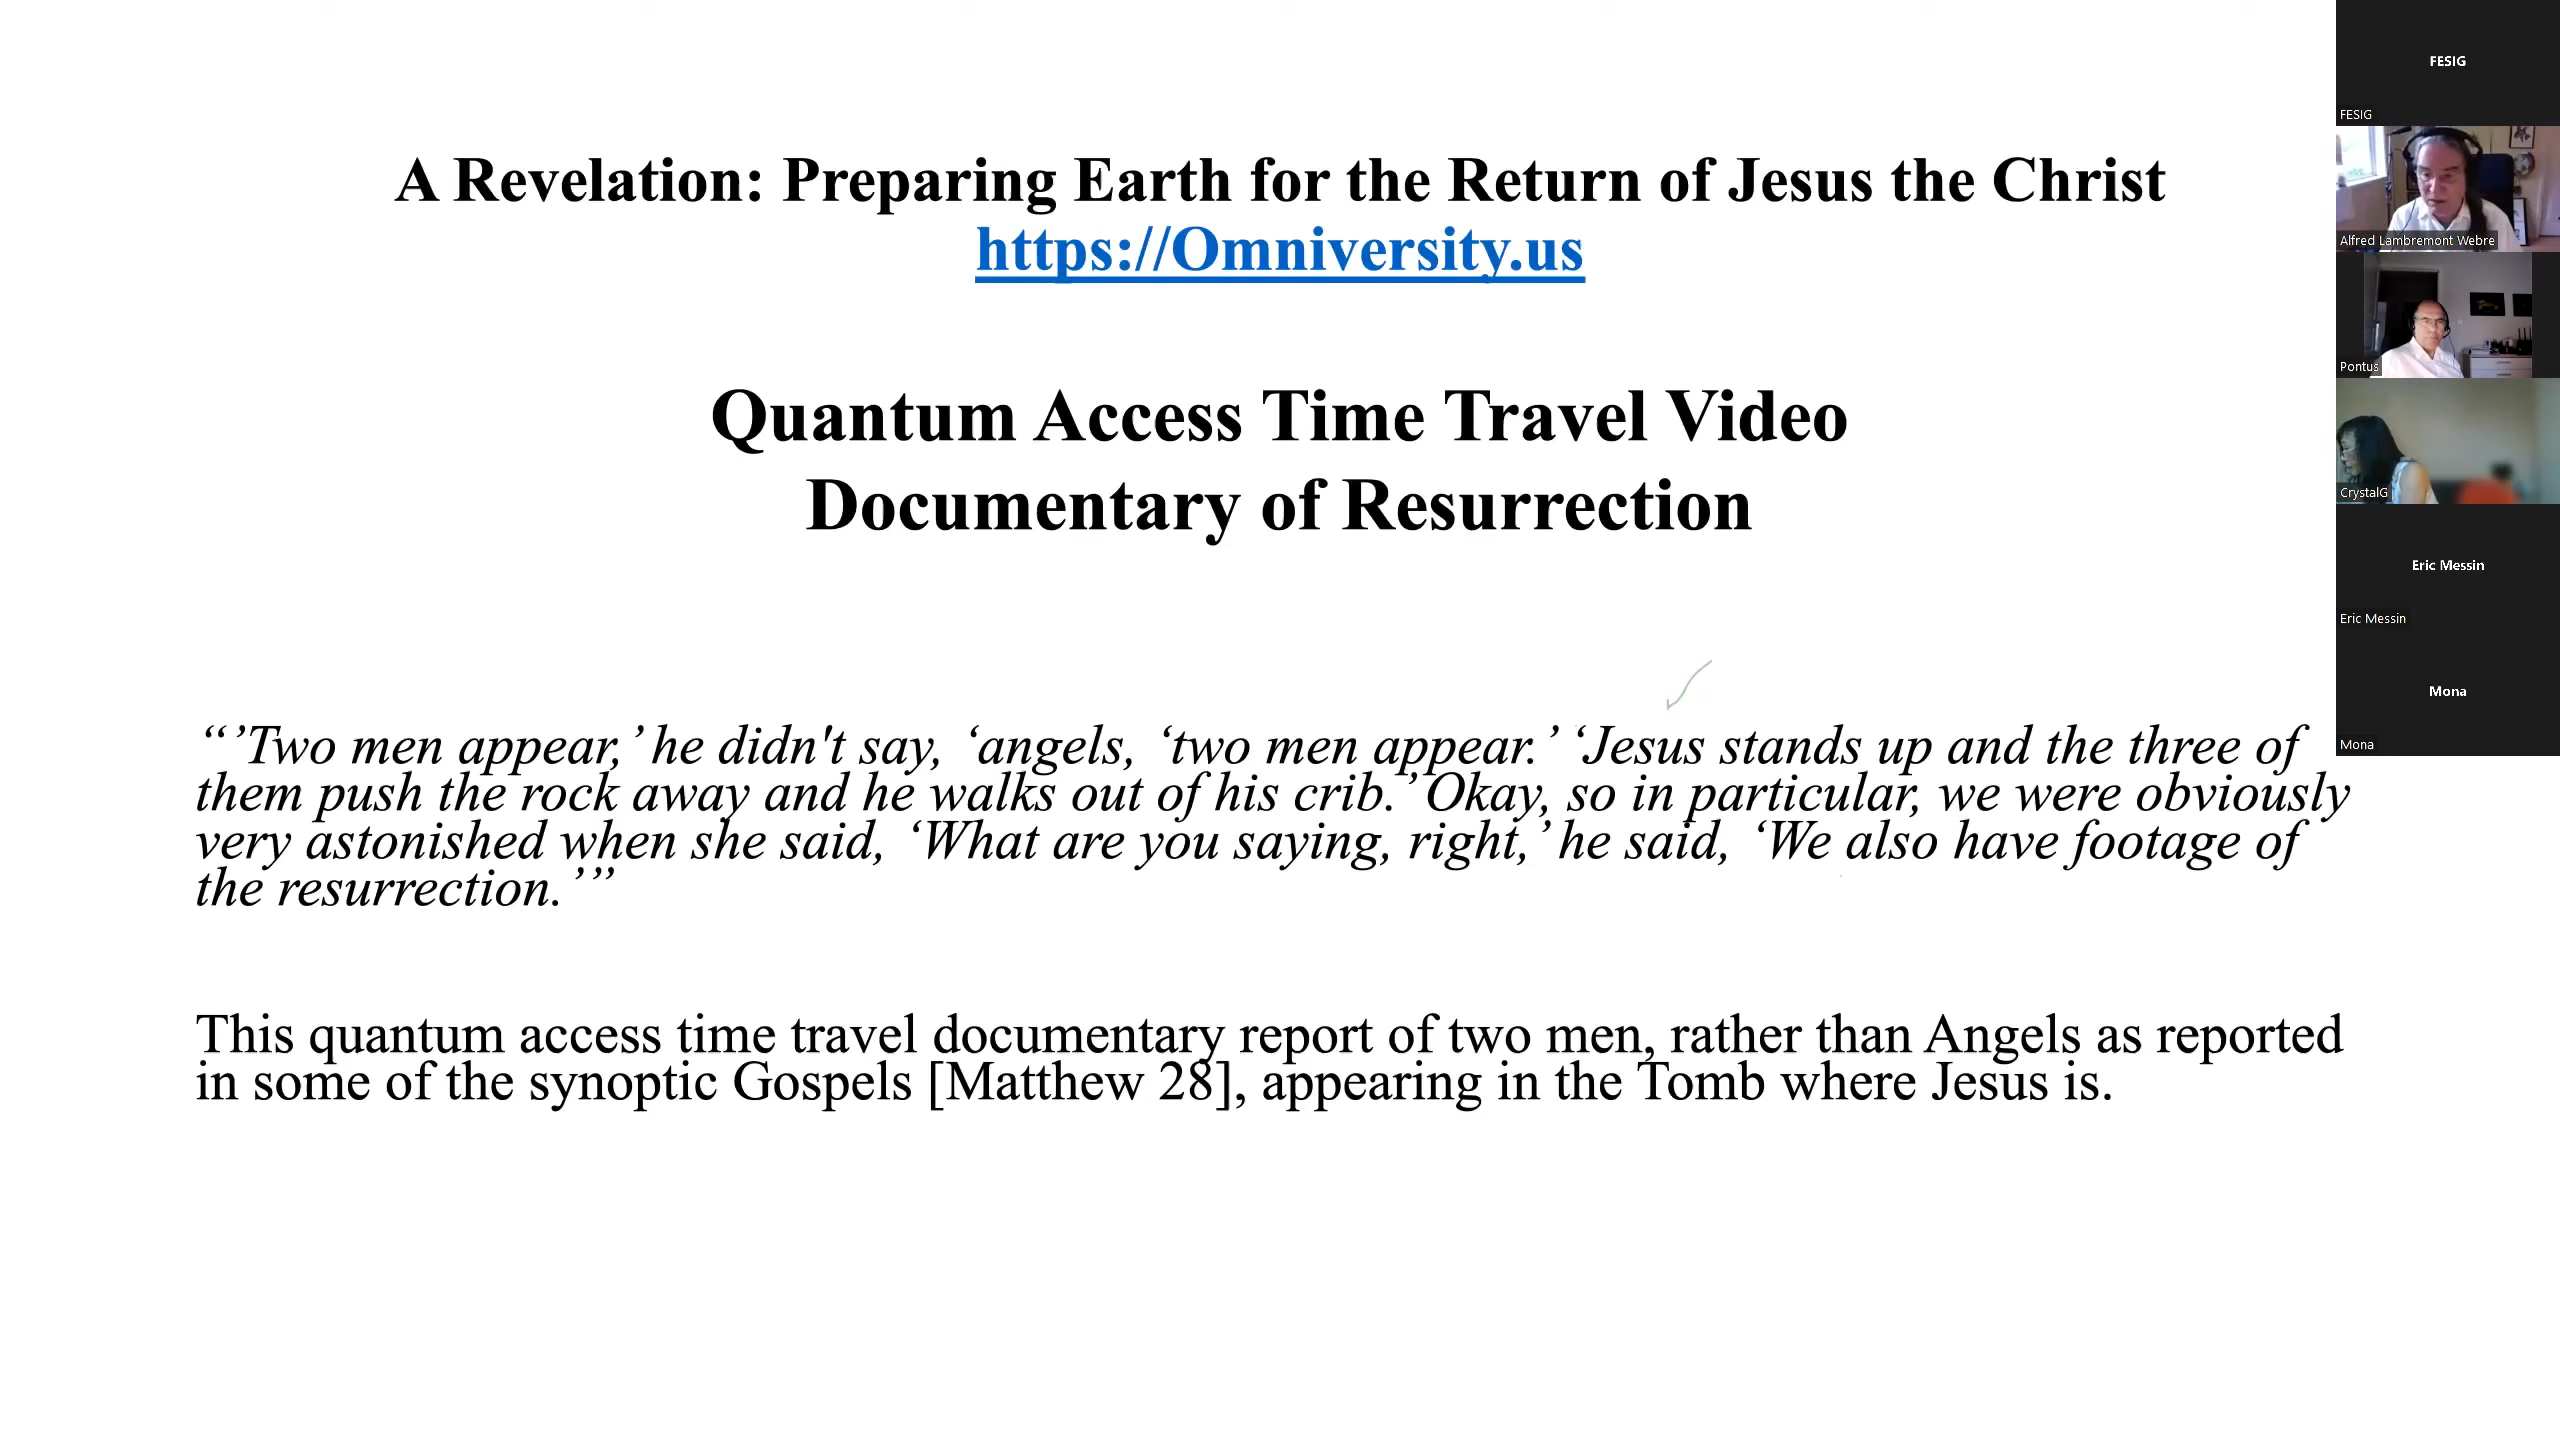 A Revelation: Preparing Earth for the Return of Jesus the Christ
https://Omniversity.us
Quantum Access Time Travel Video
Documentary of Resurrection
“’Two men appear,’ he didn't say, ‘angels, ‘two men appear.’ ‘Jesus stands up and the three of
them push the rock away and he walks out of his crib.’ Okay, so in particular, we were obviously
very astonished when she said, ‘What are you saying, right,’ he said, ‘We also have footage of
the resurrection.’”
This quantum access time travel documentary report of two men, rather than Angels as reported
in some of the synoptic Gospels [Matthew 28], appearing in the Tomb where Jesus is.
FESIG
FESIG
Alfred Lambremont Webre
Pontus
CrystalG
Eric Messin
Eric Messin
Mona
Mona